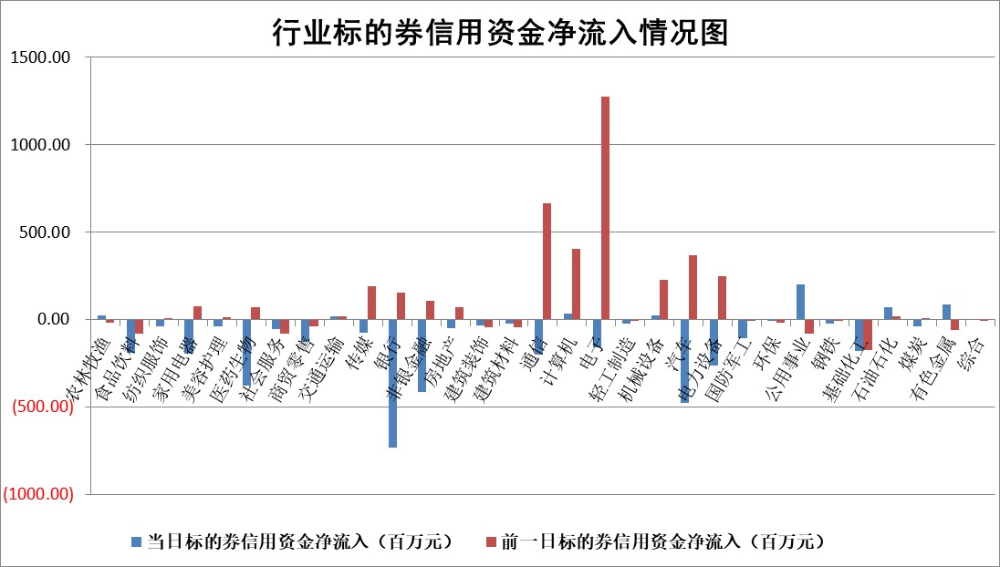 行业标的券信用资金净流入情况图
1500.00
1000.00
500.00
0.00
(500.00)
(1000.00)
农林牧渔
食品饮料
纺织服饰
家用电器
美容护理
医药生物
社会服务
商贸零售
交通运输
传媒
银行
非银金融
房地产
建筑装饰
建筑材料
通信
计算机
电子
轻工制造
机械设备
汽车
电力设备
国防军工
环保
公用事业
钢铁
基础化工
石油石化
煤炭
有色金属
综合
当日标的券信用资金净流入（百万元）
前一日标的券信用资金净流入（百万元）